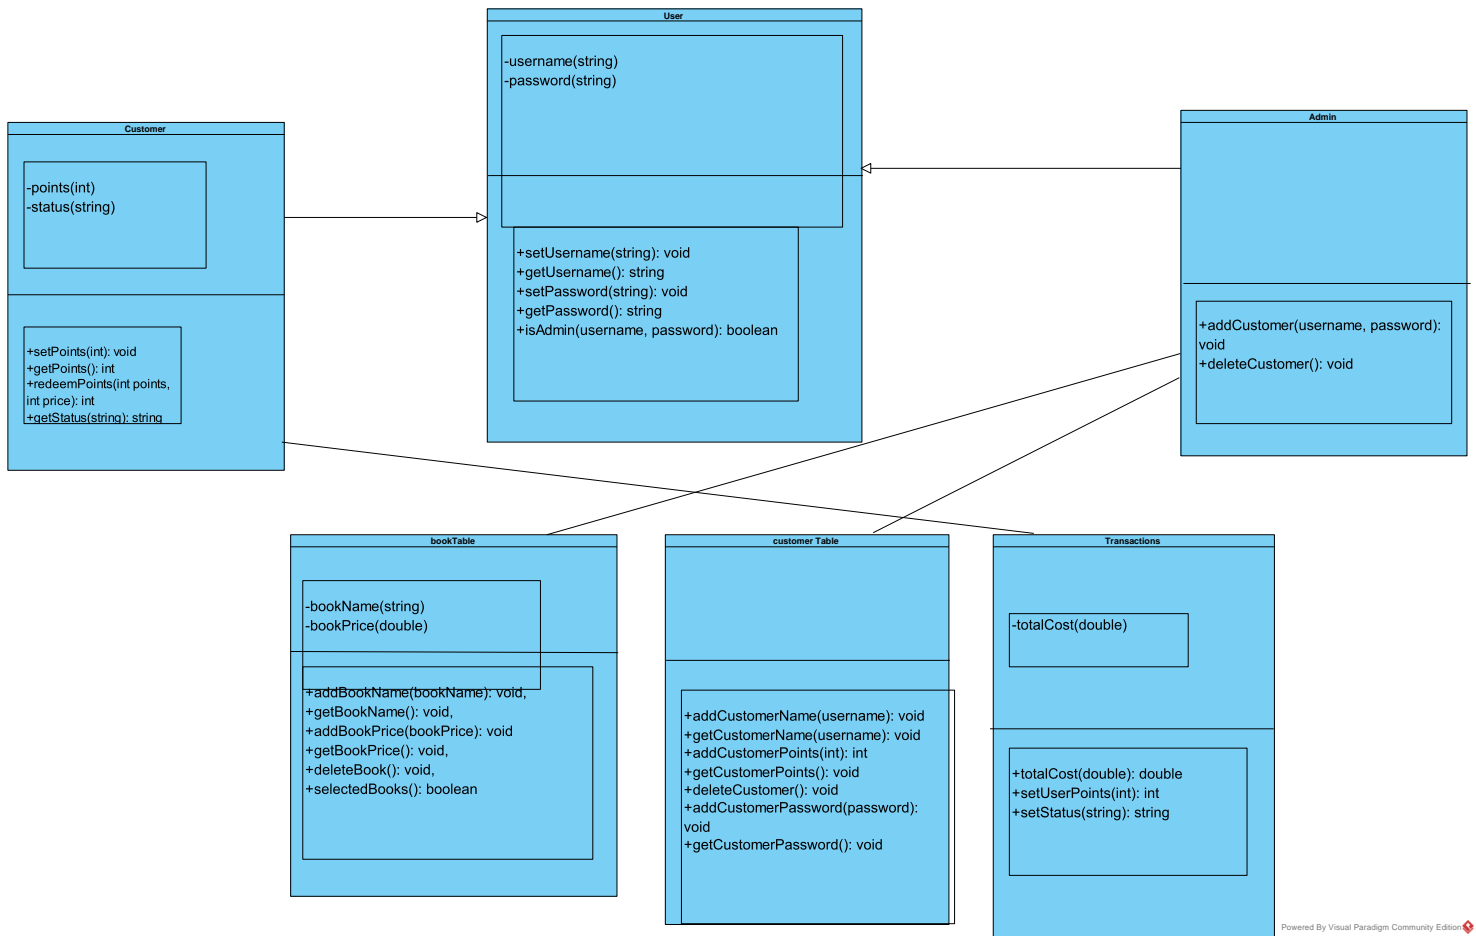 User
-username(string)
-password(string)
+setUsername(string): void
+getUsername(): string
+setPassword(string): void
+getPassword(): string
+isAdmin(username, password): boolean
Customer
-points(int)
-status(string)
+setPoints(int): void
+getPoints(): int
+redeemPoints(int points,
int price): int
+getStatus(string): string
Admin
+addCustomer(username, password):
void
+deleteCustomer(): void
bookTable
-bookName(string)
-bookPrice(double)
+addBookName(bookName): void,
+getBookName(): void,
+addBookPrice(bookPrice): void
+getBookPrice(): void,
+deleteBook(): void,
+selectedBooks(): boolean
customer Table
+addCustomerName(username): void
+getCustomerName(username): void
+addCustomerPoints(int): int
+getCustomerPoints(): void
+deleteCustomer(): void
+addCustomerPassword(password):
void
+getCustomerPassword(): void
Transactions
-totalCost(double)
+totalCost(double): double
+setUserPoints(int): int
+setStatus(string): string
Powered By Visual Paradigm Community Edition